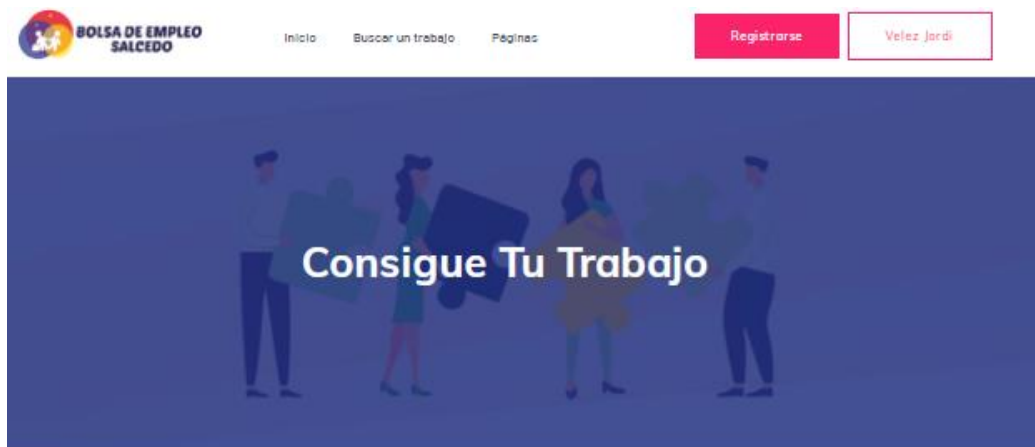 BOLSA DE EMPLEO
SALCEDO
Inicio
Buscar un trabajo
Páginas
Registrarse
Velez Jordi
Consigue Tu Trabajo